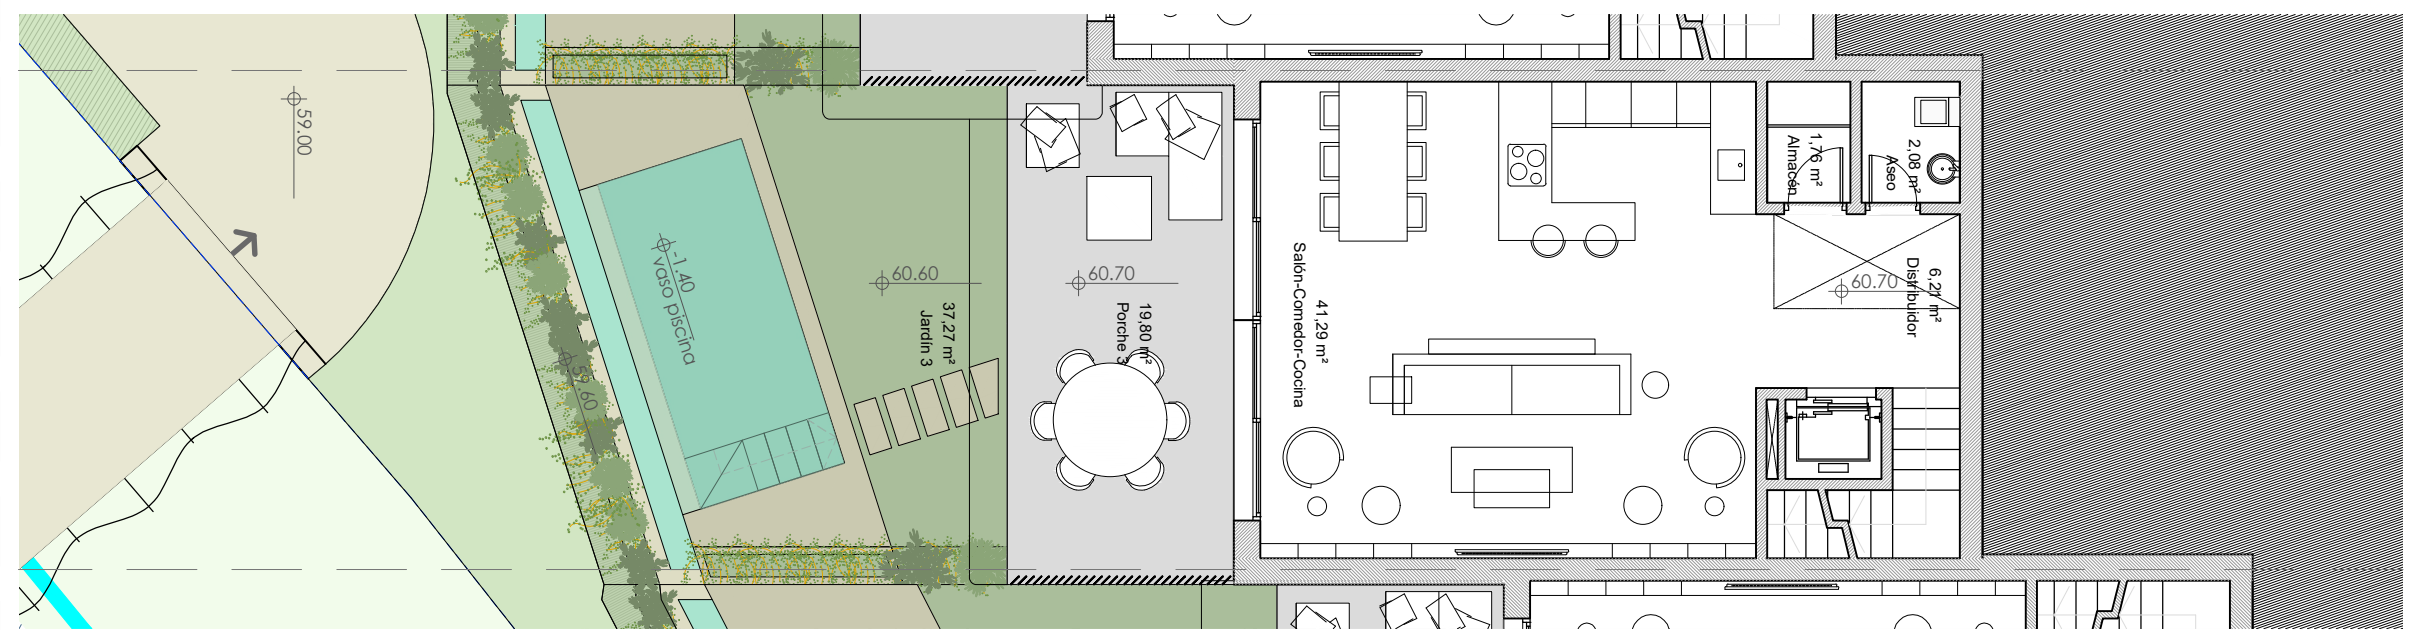 59.00
-1.40
vaso piscina
59.60
60.60
37,27 m²
Jardín 3
60.70
19,80 m²
Porche 3
41,29 m²
Salón-Comedor-Cocina
1,76 m²
Almacén
2,08 m²
Aseo
60.70
6,21 m²
Distribuidor